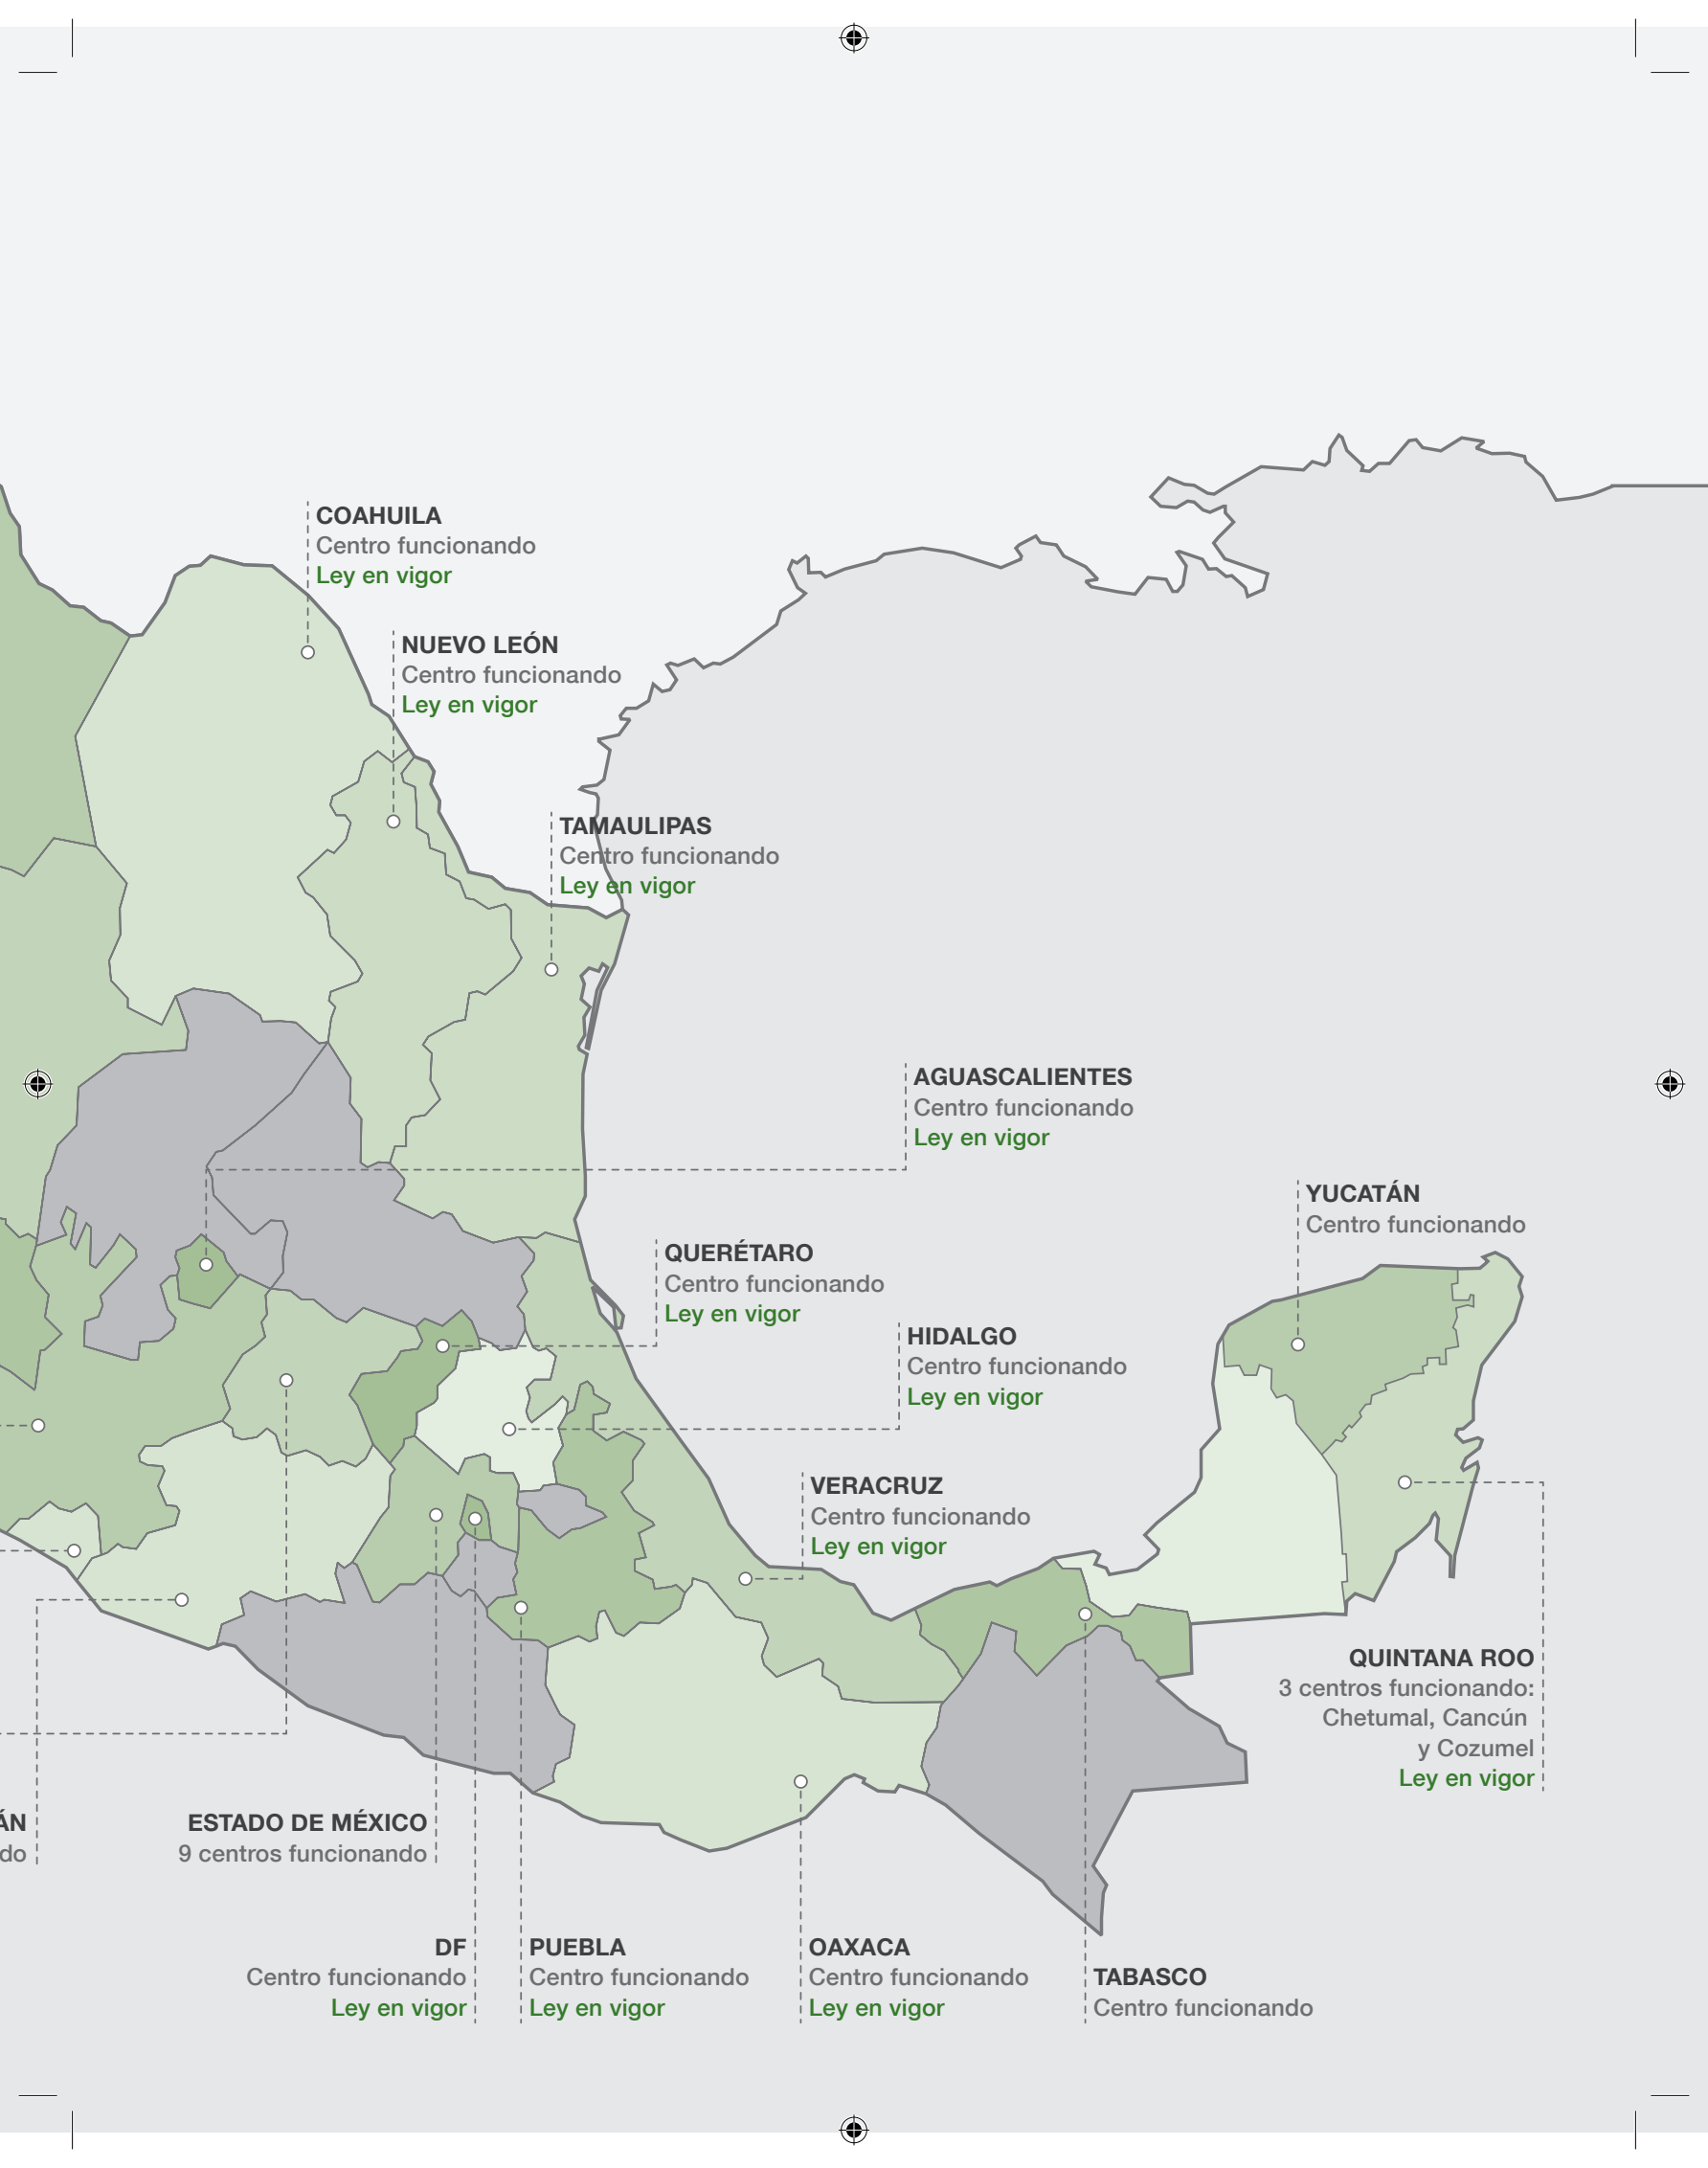 COAHUILA
Centro funcionando
Ley en vigor
NUEVO LEÓN
Centro funcionando
Ley en vigor
TAMAULIPAS
Centro funcionando
Ley en vigor
AGUASCALIENTES
Centro funcionando
Ley en vigor
YUCATÁN
Centro funcionando
QUERÉTARO
Centro funcionando
Ley en vigor
HIDALGO
Centro funcionando
Ley en vigor
VERACRUZ
Centro funcionando
Ley en vigor
QUINTANA ROO
3 centros funcionando:
Chetumal, Cancún
y Cozumel
Ley en vigor
ÁN
do
ESTADO DE MÉXICO
9 centros funcionando
DF
Centro funcionando
Ley en vigor
PUEBLA
Centro funcionando
Ley en vigor
OAXACA
Centro funcionando
Ley en vigor
TABASCO
Centro funcionando